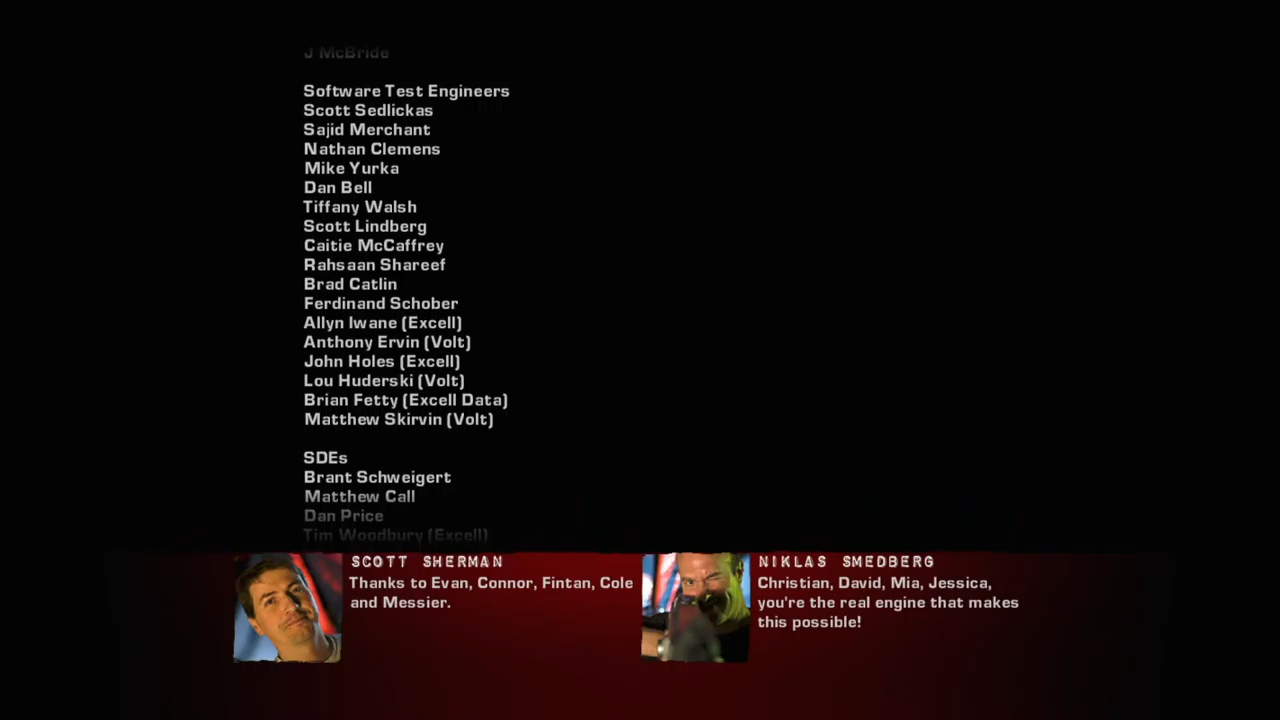 J McBride
Software Test Engineers
Scott Sedlickas
Sajid Merchant
Nathan Clemens
Mike Yurka
Dan Bell
Tiffany Walsh
Scott Lindberg
Caitie McCaffrey
Rahsaan Shareef
Brad Catlin
Ferdinand Schober
Allyn Iwane (Excell)
Anthony Ervin (Volt)
John Holes (Excell)
Lou Huderski (Volt)
Brian Fetty (Excell Data)
Matthew Skirvin (Volt)
SDEs
Brant Schweigert
Matthew Call
Dan Price
Tim Woodbury (Excell)
SCOTT SHERMAN
Thanks to Evan, Connor, Fintan, Cole
and Messier.
NIKLAS SMEDBERG
Christian, David, Mia, Jessica,
you're the real engine that makes
this possible!